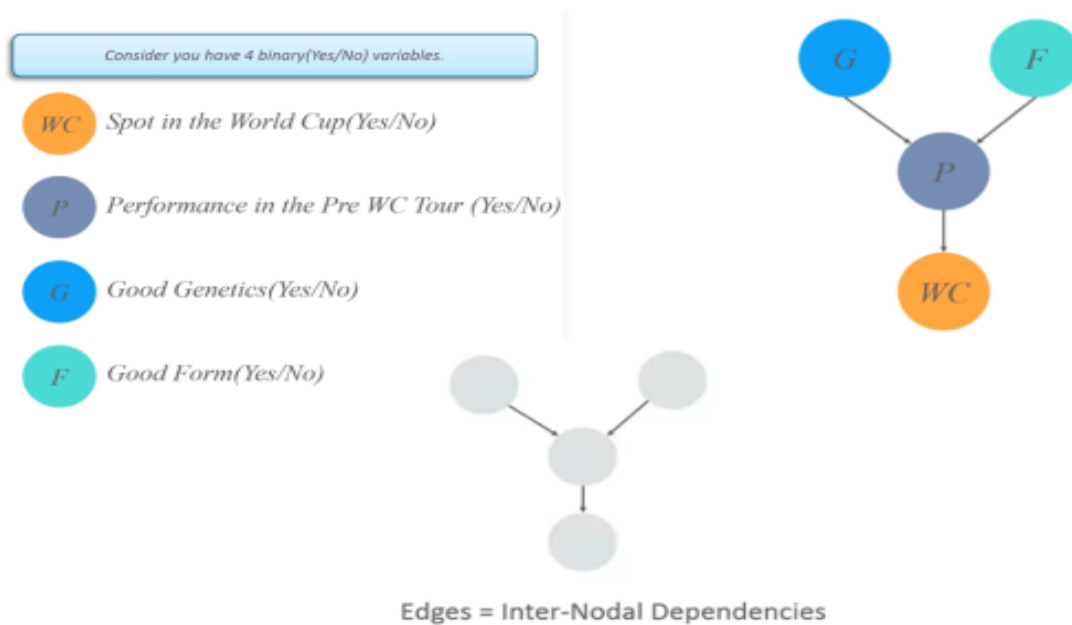 Consider you have 4 binary(Yes/No) variables.
WC Spot in the World Cup(Yes/No)
P Performance in the Pre WC Tour (Yes/No)
G Good Genetics(Yes/No)
F Good Form(Yes/No)
G F
P
WC
Edges = Inter-Nodal Dependencies